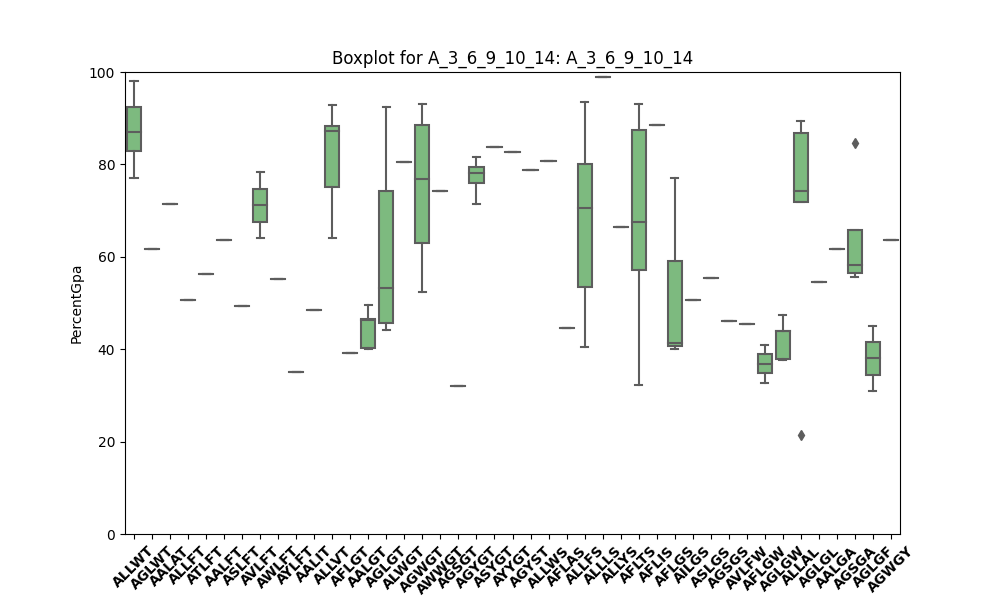 Boxplot for A_3_6_9_10_14: A_3_6_9_10_14
100
80
60
40
20
0
PercentGpa
ALLWT
AGLWT
AALAT
ALLFT
ATLFT
AALFT
ASLFT
AVLFT
AWLFT
AYLFT
AALIT
ALLVT
AFLGT
AALGT
AGLGT
ALWGT
AGWGT
AWWGT
AGSGT
AGYGT
ASYGT
AYYGT
AGYST
ALLWS
AFLAS
ALLFS
ALLLS
ALLYS
AFLTS
AFLIS
AFLGS
AILGS
ASLGS
AGSGS
AVLFW
AFLGW
AGLGW
ALLAL
AGLGL
AALGA
AGSGA
AGLGF
AGWGY